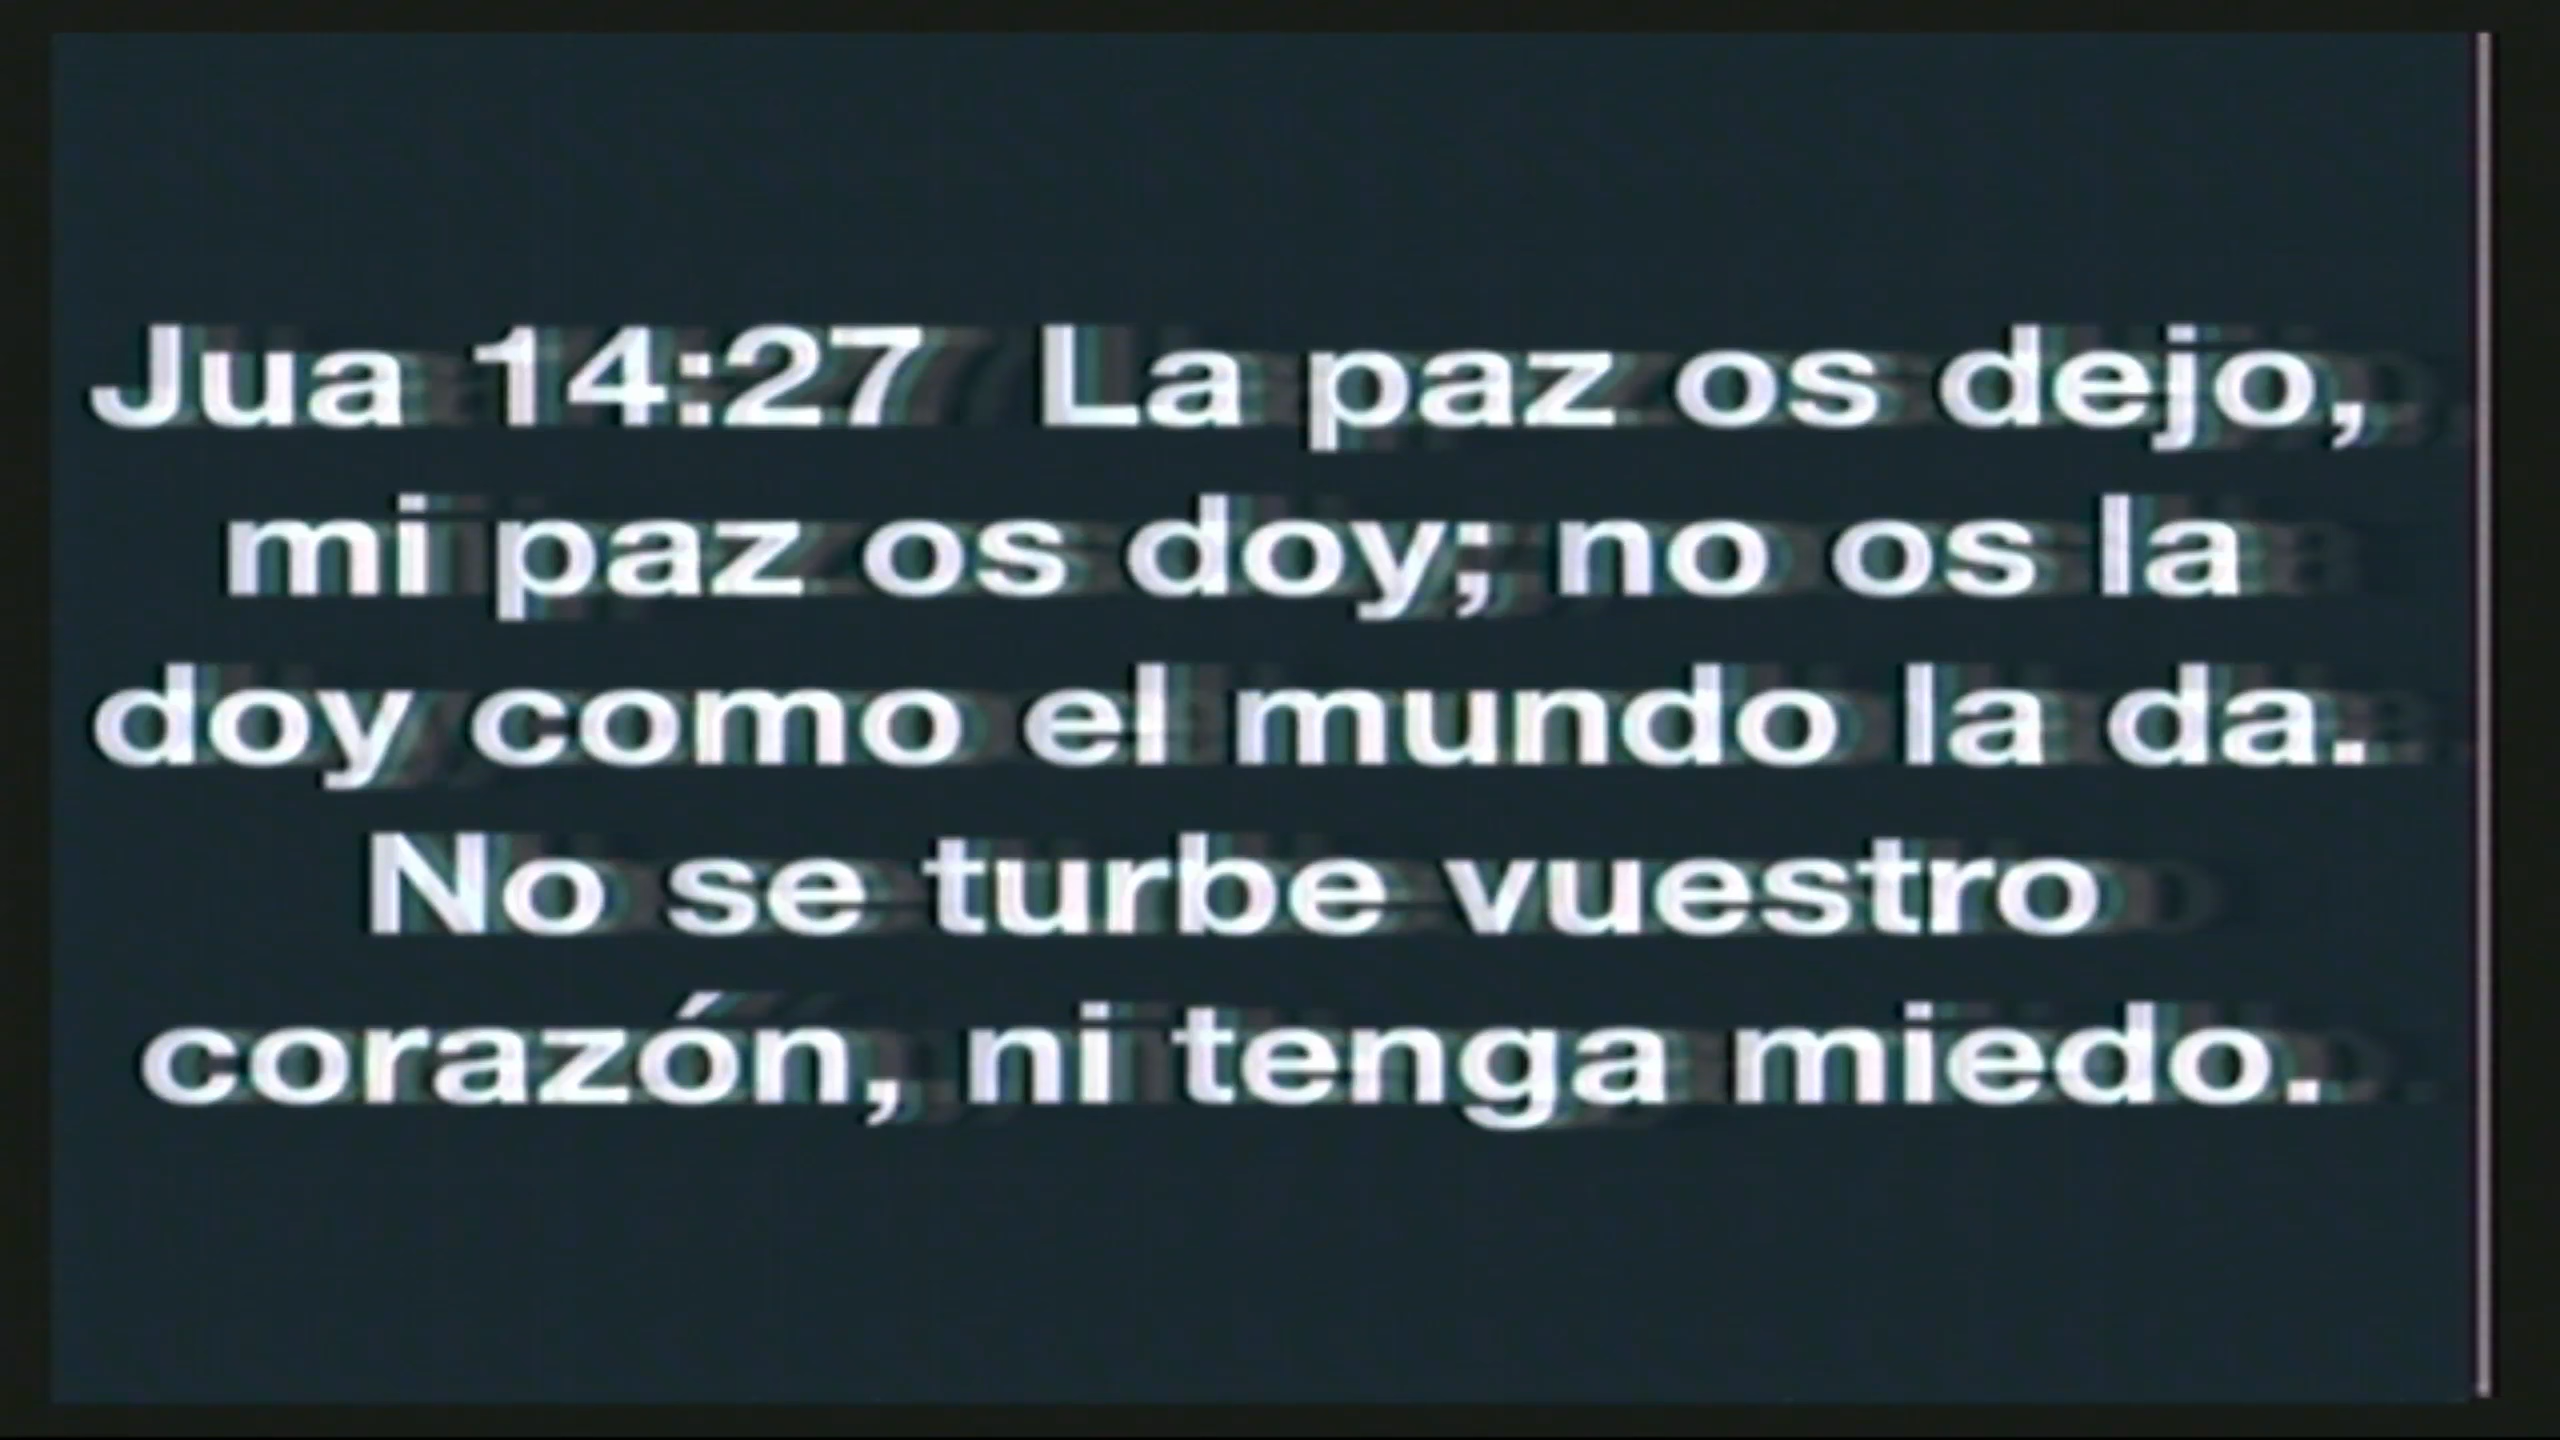 Jua 14:27 La paz os dejo,
mi paz os doy; no os la
doy como el mundo la da.
No se turbe vuestro
corazón, ni tenga miedo.